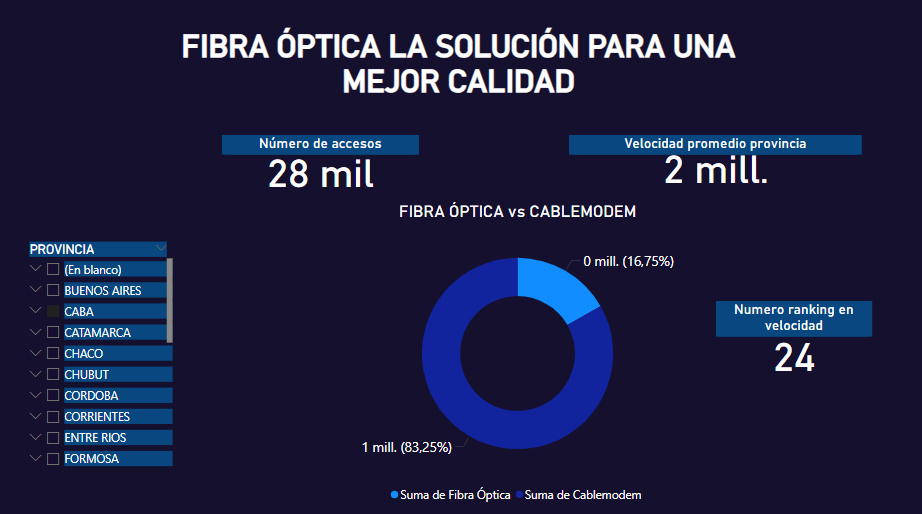 FIBRA ÓPTICA LA SOLUCIÓN PARA UNA
MEJOR CALIDAD
Número de accesos
28 mil
Velocidad promedio provincia
2 mill.
FIBRA ÓPTICA vs CABLEMODEM
PROVINCIA
(En blanco)
BUENOS AIRES
CABA
CATAMARCA
CHACO
CHUBUT
CORDOBA
CORRIENTES
ENTRE RIOS
FORMOSA
0 mill. (16,75%)
1 mill. (83,25%)
Suma de Fibra Óptica
Suma de Cablemodem
Numero ranking en
velocidad
24